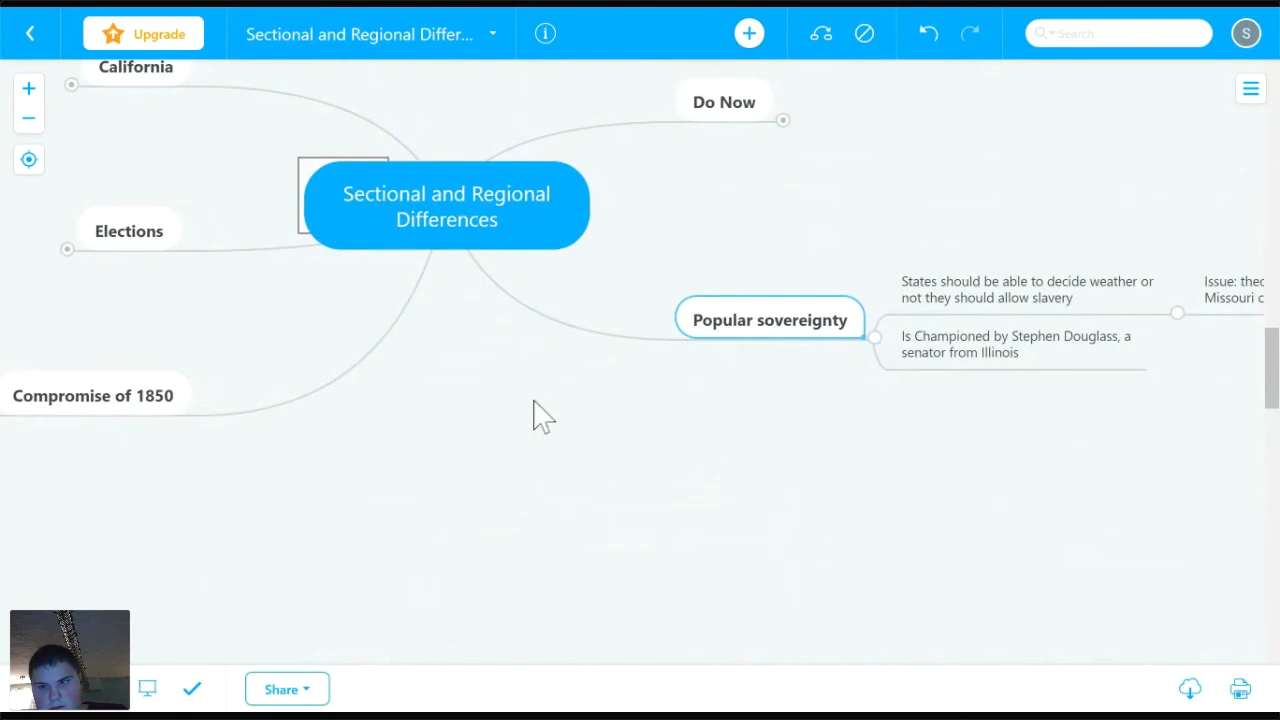 Upgrade
Sectional and Regional Differ...
Search
S
California
Do Now
Sectional and Regional
Differences
Elections
States should be able to decide weather or
not they should allow slavery
Issue:
Missouri
Popular sovereignty
Is Championed by Stephen Douglass, a
senator from Illinois
Compromise of 1850
Share